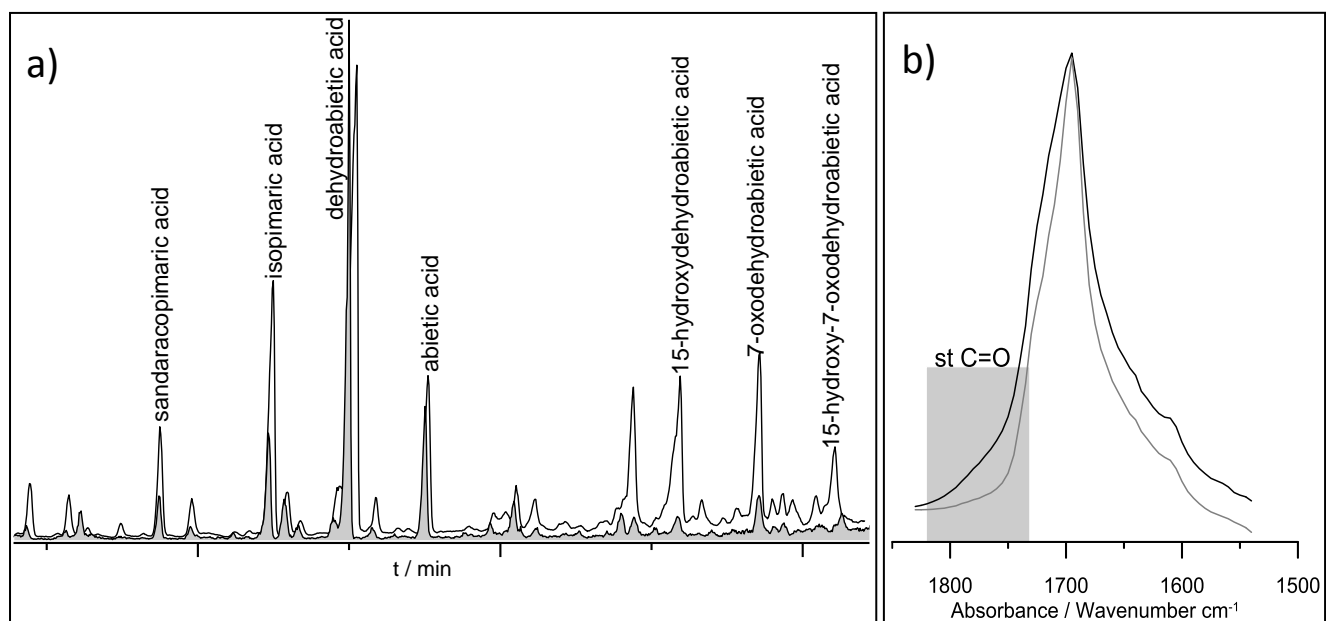 a)
sandaracopimaric acid
isopimaric acid
dehydroabietic acid
abietic acid
15-hydroxydehydroabietic acid
7-oxodehydroabietic acid
15-hydroxy-7-oxodehydroabietic acid
t / min
b)
st C=O
1800 1700 1600 1500
Absorbance / Wavenumber cm-1